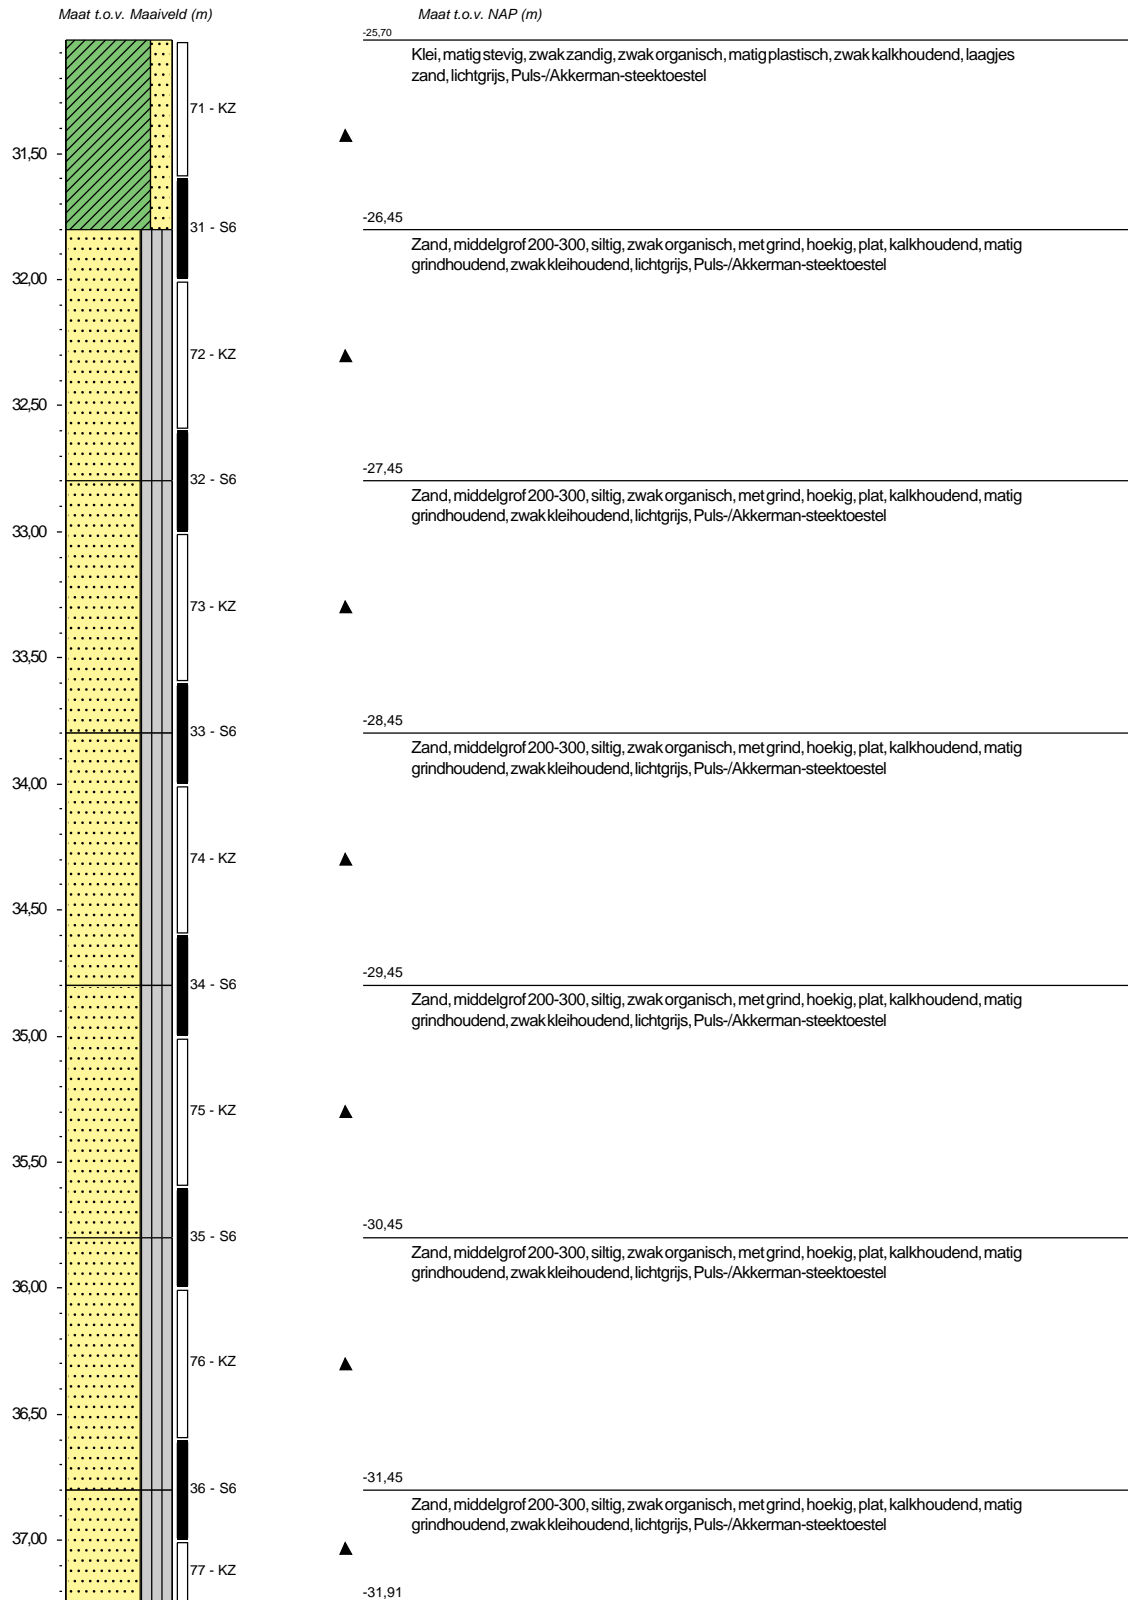 Maat t.o.v. Maaiveld (m)
Maat t.o.v. NAP (m)
-25,70
Klei, matig stevig, zwak zandig, zwak organisch, matig plastisch, zwak kalkhoudend, laagjes
zand, lichtgrijs, Puls-/Akkerman-steektoestel
71 - KZ
31,50
-26,45
31 - S6
Zand, middelgrof 200-300, siltig, zwak organisch, met grind, hoekig, plat, kalkhoudend, matig
grindhoudend, zwak kleihoudend, lichtgrijs, Puls-/Akkerman-steektoestel
32,00
72 - KZ
32,50
-27,45
32 - S6
Zand, middelgrof 200-300, siltig, zwak organisch, met grind, hoekig, plat, kalkhoudend, matig
grindhoudend, zwak kleihoudend, lichtgrijs, Puls-/Akkerman-steektoestel
33,00
73 - KZ
33,50
-28,45
33 - S6
Zand, middelgrof 200-300, siltig, zwak organisch, met grind, hoekig, plat, kalkhoudend, matig
grindhoudend, zwak kleihoudend, lichtgrijs, Puls-/Akkerman-steektoestel
34,00
74 - KZ
34,50
-29,45
34 - S6
Zand, middelgrof 200-300, siltig, zwak organisch, met grind, hoekig, plat, kalkhoudend, matig
grindhoudend, zwak kleihoudend, lichtgrijs, Puls-/Akkerman-steektoestel
35,00
75 - KZ
35,50
-30,45
35 - S6
Zand, middelgrof 200-300, siltig, zwak organisch, met grind, hoekig, plat, kalkhoudend, matig
grindhoudend, zwak kleihoudend, lichtgrijs, Puls-/Akkerman-steektoestel
36,00
76 - KZ
36,50
-31,45
36 - S6
Zand, middelgrof 200-300, siltig, zwak organisch, met grind, hoekig, plat, kalkhoudend, matig
grindhoudend, zwak kleihoudend, lichtgrijs, Puls-/Akkerman-steektoestel
37,00
77 - KZ
-31,91